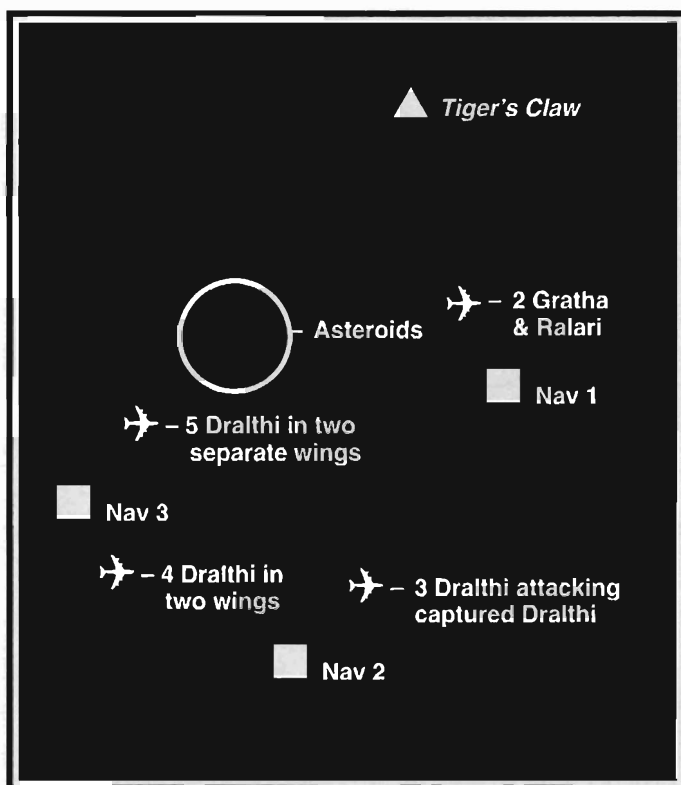 Tiger's Claw
– 2 Gratha
& Ralari
– Asteroids
Nav 1
– 5 Dralthi in two
separate wings
Nav 3
– 4 Dralthi in
two wings
– 3 Dralthi attacking
captured Dralthi
Nav 2